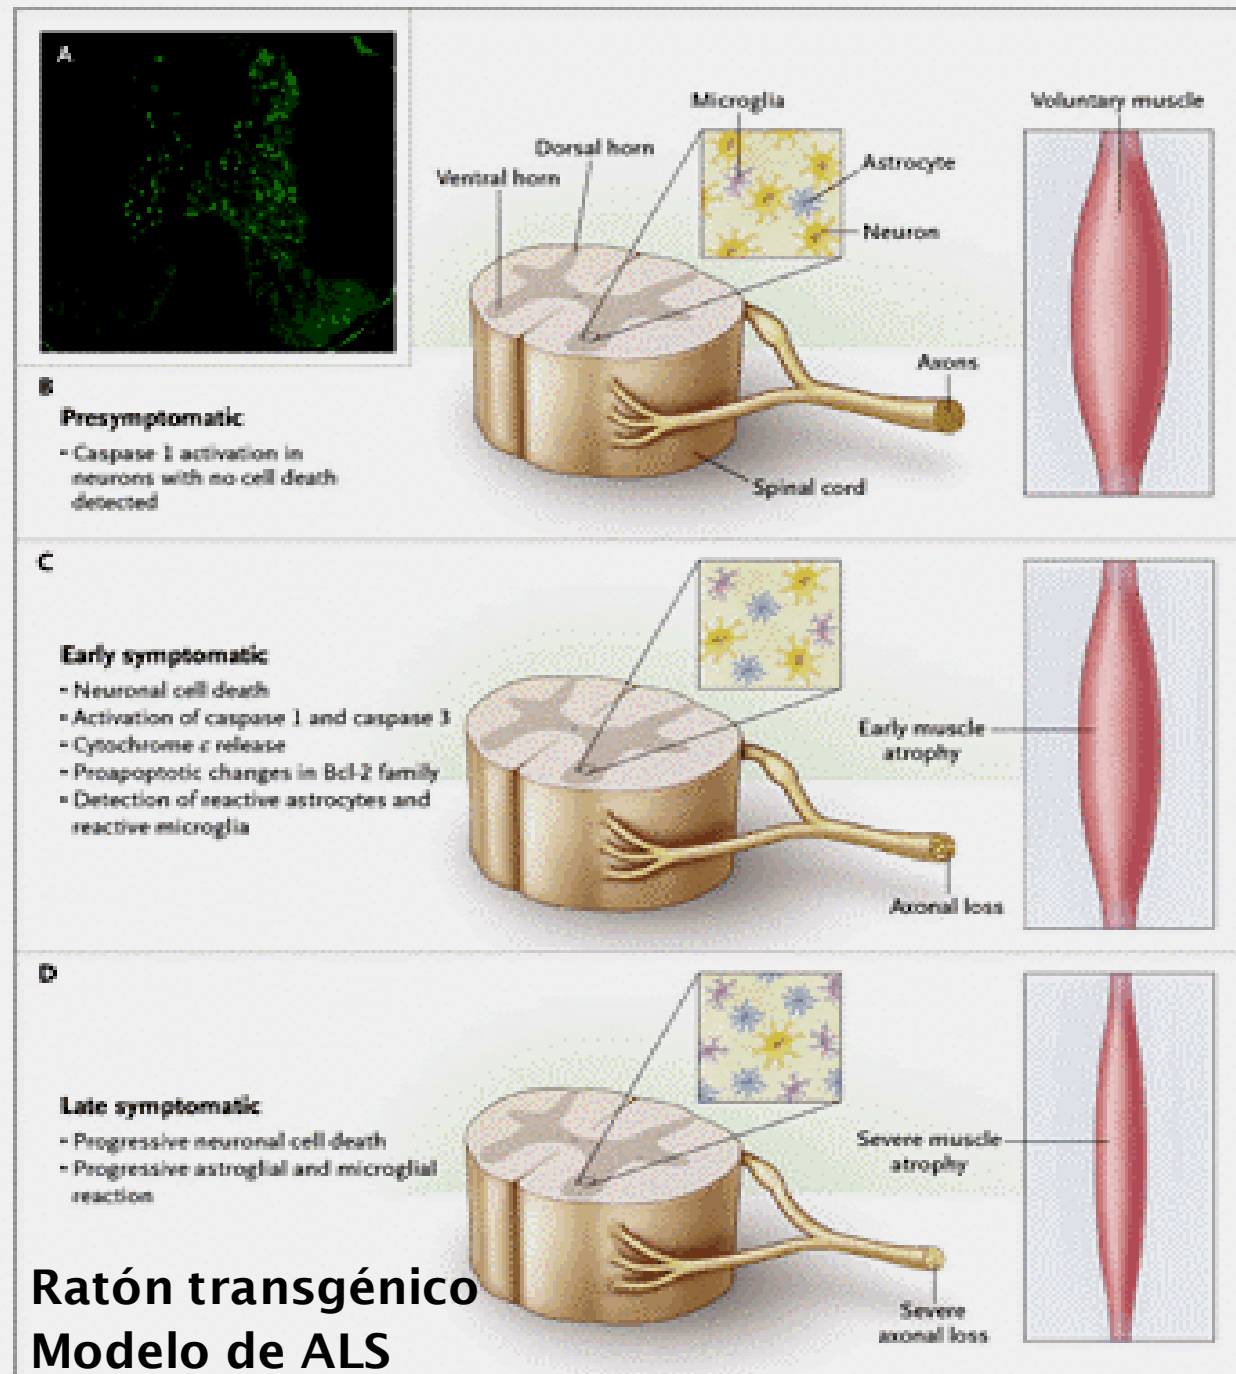 A
Microglia
Voluntary muscle
Dorsal horn
Astrocyte
Ventral horn
Neuron
Axons
Spinal cord
B
Presymptomatic
- Caspase 1 activation in
neurons with no cell death
detected
C
Early symptomatic
- Neuronal cell death
- Activation of caspase 1 and caspase 3
- Cytochrome c release
- Proapoptotic changes in Bcl-2 family
- Detection of reactive astrocytes and
reactive microglia
Early muscle
atrophy
Axonal loss
D
Late symptomatic
- Progressive neuronal cell death
- Progressive astroglial and microglial
reaction
Severe muscle
atrophy
Severe
axonal loss
Ratón transgénico
Modelo de ALS